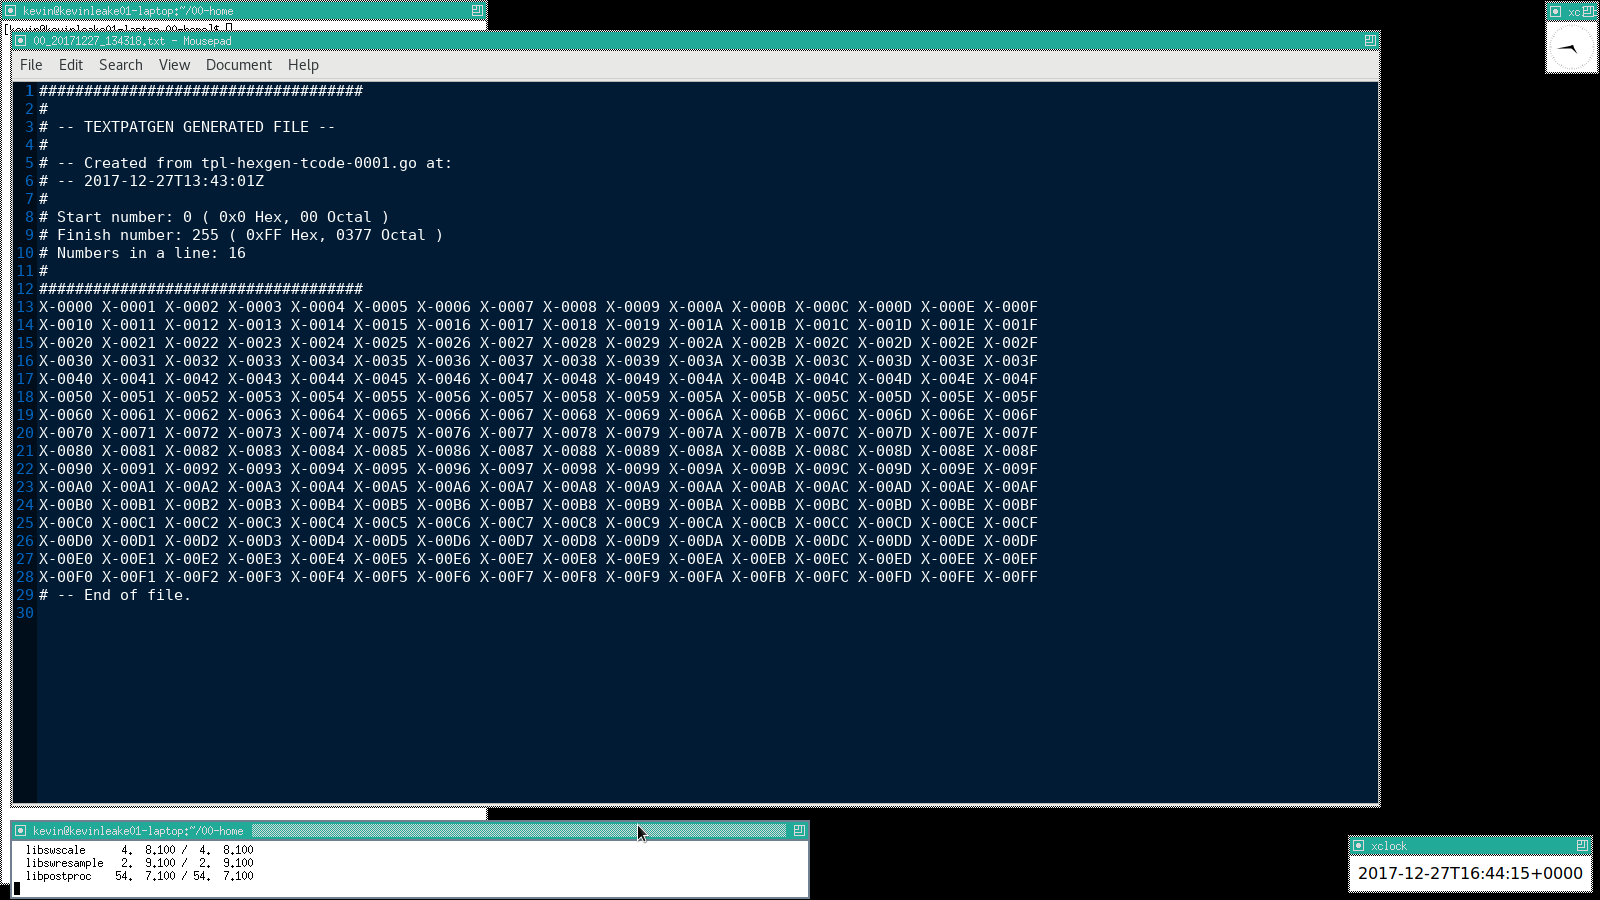 kevin@kevinleake01-laptop:~/00-home
[kevin@kevinleake01-laptop 00-home]$
00_20171227_134318.txt - Mousepad
File Edit Search View Document Help
1 ####################################
2 #
3 # -- TEXTPATGEN GENERATED FILE --
4 #
5 # -- Created from tpl-hexgen-tcode-0001.go at:
6 # -- 2017-12-27T13:43:01Z
7 #
8 # Start number: 0 ( 0x0 Hex, 00 Octal )
9 # Finish number: 255 ( 0xFF Hex, 0377 Octal )
10 # Numbers in a line: 16
11 #
12 ####################################
13 X-0000 X-0001 X-0002 X-0003 X-0004 X-0005 X-0006 X-0007 X-0008 X-0009 X-000A X-000B X-000C X-000D X-000E X-000F
14 X-0010 X-0011 X-0012 X-0013 X-0014 X-0015 X-0016 X-0017 X-0018 X-0019 X-001A X-001B X-001C X-001D X-001E X-001F
15 X-0020 X-0021 X-0022 X-0023 X-0024 X-0025 X-0026 X-0027 X-0028 X-0029 X-002A X-002B X-002C X-002D X-002E X-002F
16 X-0030 X-0031 X-0032 X-0033 X-0034 X-0035 X-0036 X-0037 X-0038 X-0039 X-003A X-003B X-003C X-003D X-003E X-003F
17 X-0040 X-0041 X-0042 X-0043 X-0044 X-0045 X-0046 X-0047 X-0048 X-0049 X-004A X-004B X-004C X-004D X-004E X-004F
18 X-0050 X-0051 X-0052 X-0053 X-0054 X-0055 X-0056 X-0057 X-0058 X-0059 X-005A X-005B X-005C X-005D X-005E X-005F
19 X-0060 X-0061 X-0062 X-0063 X-0064 X-0065 X-0066 X-0067 X-0068 X-0069 X-006A X-006B X-006C X-006D X-006E X-006F
20 X-0070 X-0071 X-0072 X-0073 X-0074 X-0075 X-0076 X-0077 X-0078 X-0079 X-007A X-007B X-007C X-007D X-007E X-007F
21 X-0080 X-0081 X-0082 X-0083 X-0084 X-0085 X-0086 X-0087 X-0088 X-0089 X-008A X-008B X-008C X-008D X-008E X-008F
22 X-0090 X-0091 X-0092 X-0093 X-0094 X-0095 X-0096 X-0097 X-0098 X-0099 X-009A X-009B X-009C X-009D X-009E X-009F
23 X-00A0 X-00A1 X-00A2 X-00A3 X-00A4 X-00A5 X-00A6 X-00A7 X-00A8 X-00A9 X-00AA X-00AB X-00AC X-00AD X-00AE X-00AF
24 X-00B0 X-00B1 X-00B2 X-00B3 X-00B4 X-00B5 X-00B6 X-00B7 X-00B8 X-00B9 X-00BA X-00BB X-00BC X-00BD X-00BE X-00BF
25 X-00C0 X-00C1 X-00C2 X-00C3 X-00C4 X-00C5 X-00C6 X-00C7 X-00C8 X-00C9 X-00CA X-00CB X-00CC X-00CD X-00CE X-00CF
26 X-00D0 X-00D1 X-00D2 X-00D3 X-00D4 X-00D5 X-00D6 X-00D7 X-00D8 X-00D9 X-00DA X-00DB X-00DC X-00DD X-00DE X-00DF
27 X-00E0 X-00E1 X-00E2 X-00E3 X-00E4 X-00E5 X-00E6 X-00E7 X-00E8 X-00E9 X-00EA X-00EB X-00EC X-00ED X-00EE X-00EF
28 X-00F0 X-00F1 X-00F2 X-00F3 X-00F4 X-00F5 X-00F6 X-00F7 X-00F8 X-00F9 X-00FA X-00FB X-00FC X-00FD X-00FE X-00FF
29 # -- End of file.
30
xc
kevin@kevinleake01-laptop:~/00-home
libswscale 4. 8.100 / 4. 8.100
libswresample 2. 9.100 / 2. 9.100
libpostproc 54. 7.100 / 54. 7.100
xclock
2017-12-27T16:44:15+0000